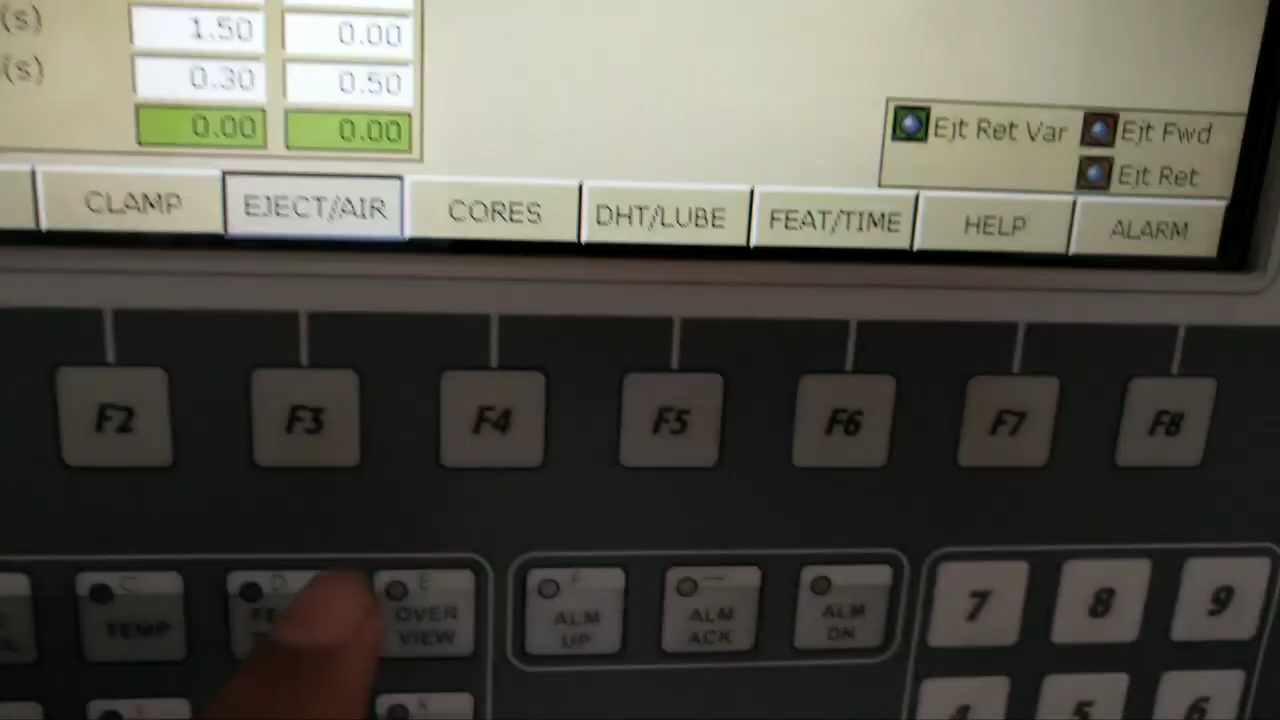 (s) 1.50 0.00
(s) 0.30 0.50
0.00 0.00
Ejt Ret Var Ejt Fwd
Ejt Ret
CLAMP EJECT/AIR CORES DHT/LUBE FEAT/TIME HELP ALARM
F2 F3 F4 F5 F6 F7 F8
C D E F
TEMP OVER VIEW ALM UP ALM ACK ALM DN 7 8 9
K 4 5 6